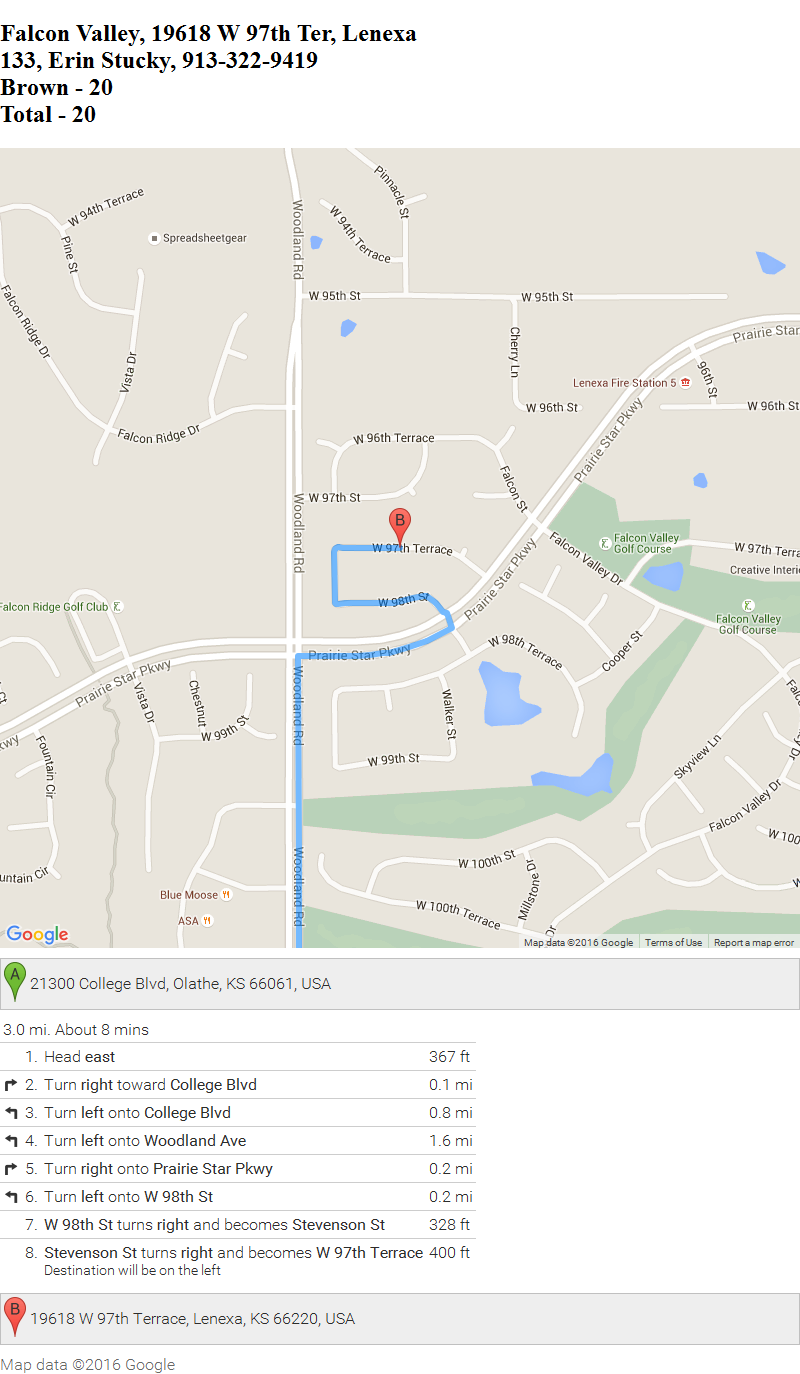 Falcon Valley, 19618 W 97th Ter, Lenexa
133, Erin Stucky, 913-322-9419
Brown - 20
Total - 20
Pinnacle St
W 94th Terrace
Woodland Rd
W 94th Terrace
Pine St
Spreadsheetgear
Falcon Ridge Dr
W 95th St
W 95th St
Prairie Star
Cherry Ln
Vista Dr
96th St
Lenexa Fire Station 5
W 96th St
W 96th St
Prairie Star Pkwy
Falcon Ridge Dr
W 96th Terrace
Falcon St
W 97th St
Woodland Rd
B
W 97th Terrace
Falcon Valley
Golf Course
Falcon Valley Dr
W 97th Terra
Creative Interi
Prairie Star Pkwy
W 98th St
Falcon Ridge Golf Club
Falcon Valley
Golf Course
Cooper St
W 98th Terrace
Prairie Star Pkwy
Prairie Star Pkwy
Ct
Vista Dr
Chestnut
Woodland Rd
Walker St
Falc
W 99th St
kwy
y Dr
Fountain Cir
W 99th St
Skyview Ln
Falcon Valley Dr
W 100
W 100th St
Millstone Dr
untain Cir
Woodland Rd
Blue Moose
W
W 100th Terrace
ASA
Dr
Google
Map data ©2016 Google
Terms of Use
Report a map error
A
21300 College Blvd, Olathe, KS 66061, USA
3.0 mi. About 8 mins
1. Head east 367 ft
2. Turn right toward College Blvd 0.1 mi
3. Turn left onto College Blvd 0.8 mi
4. Turn left onto Woodland Ave 1.6 mi
5. Turn right onto Prairie Star Pkwy 0.2 mi
6. Turn left onto W 98th St 0.2 mi
7. W 98th St turns right and becomes Stevenson St 328 ft
8. Stevenson St turns right and becomes W 97th Terrace 400 ft
Destination will be on the left
B
19618 W 97th Terrace, Lenexa, KS 66220, USA
Map data ©2016 Google